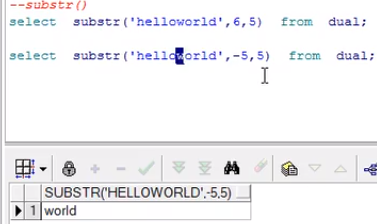 --substr()
select substr('helloworld',6,5) from dual;
select substr('helloworld',-5,5) from dual;
SUBSTR('HELLOWORLD',-5,5)
1 world